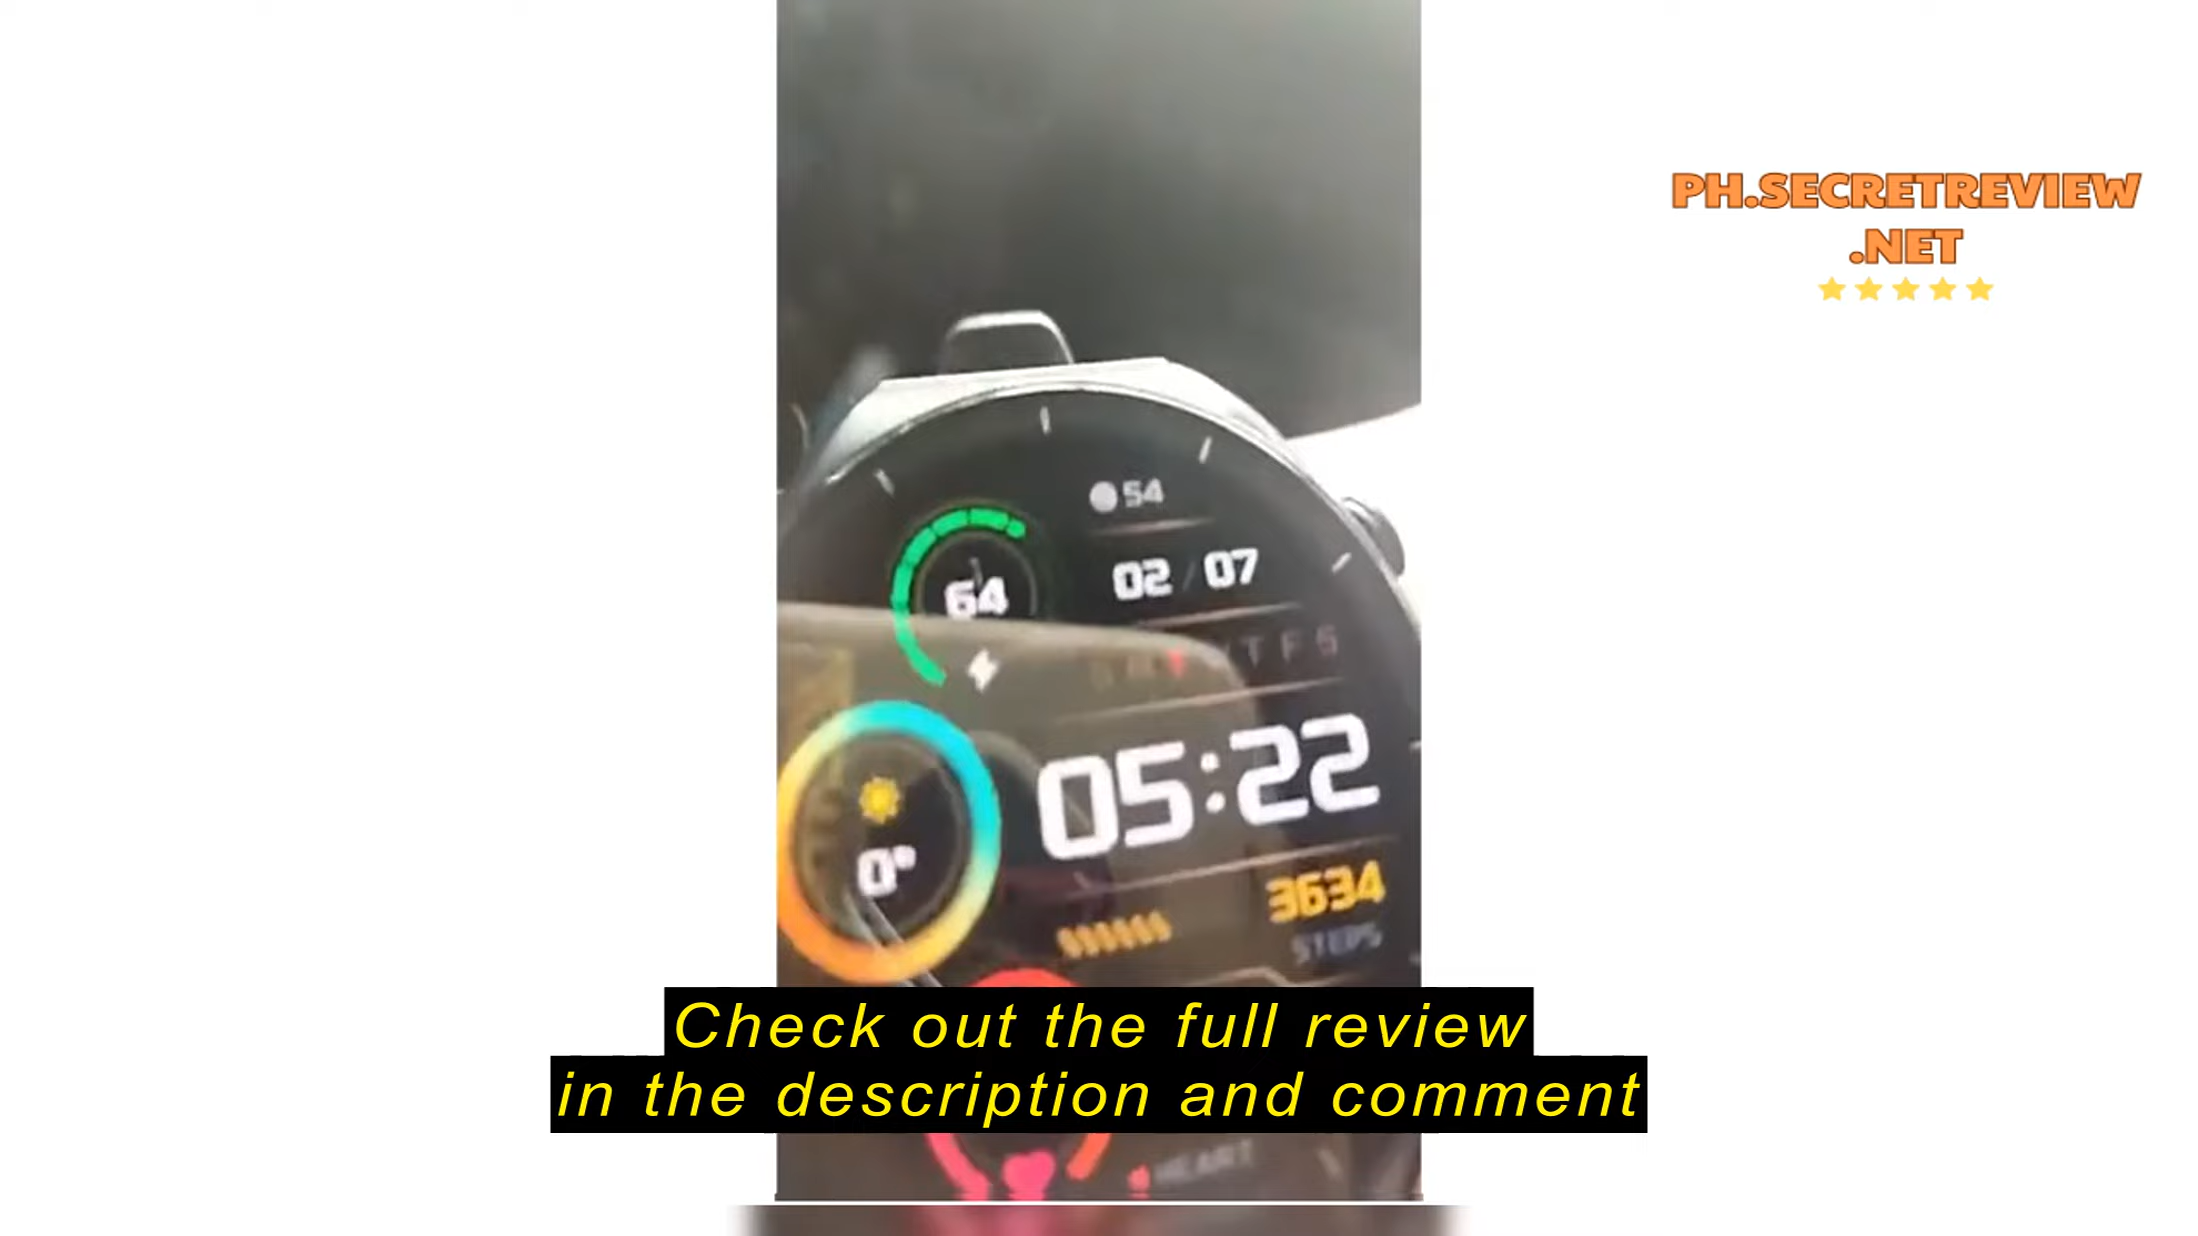 PH.SECRETREVIEW
.NET
54
64
02/07
T F S
05:22
0°
3634
STEPS
Check out the full review
in the description and comment
HEART